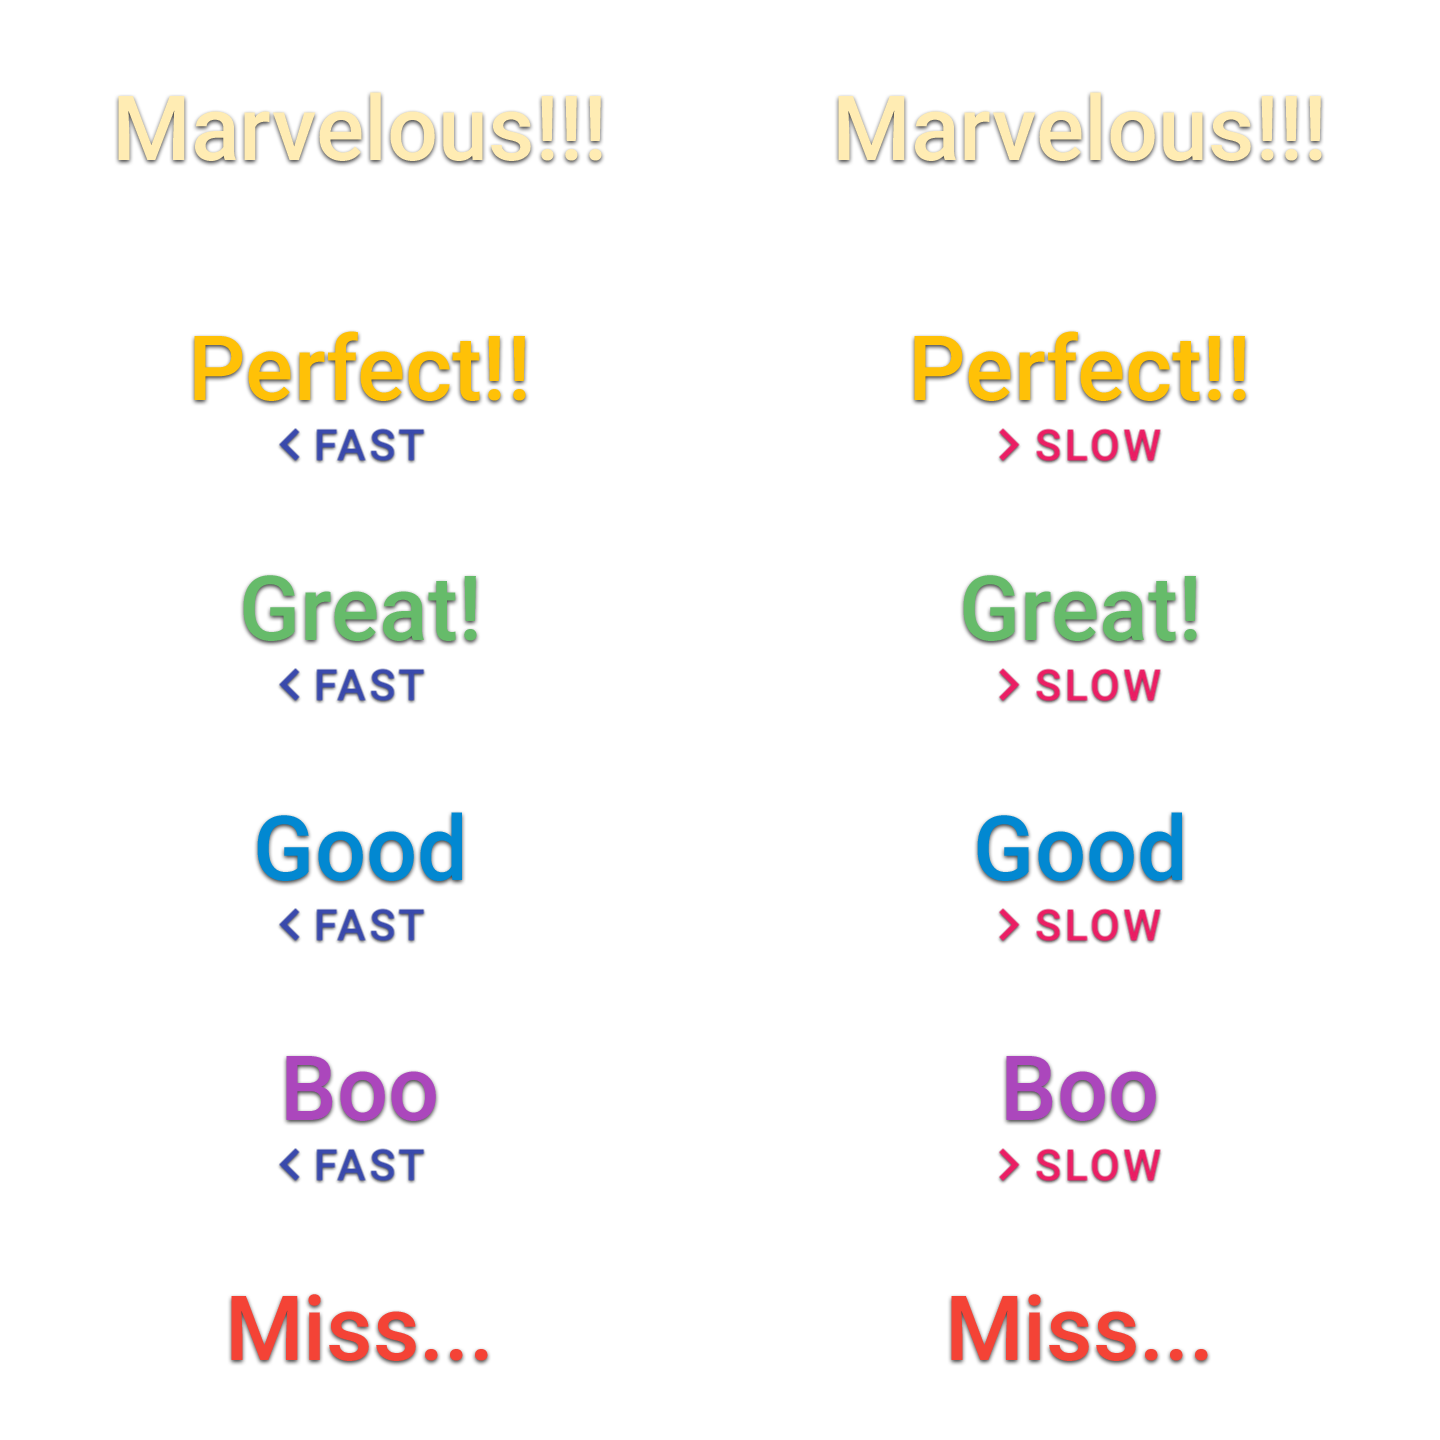 Marvelous!!! Marvelous!!!
Perfect!! Perfect!!
< FAST > SLOW
Great! Great!
< FAST > SLOW
Good Good
< FAST > SLOW
Boo Boo
< FAST > SLOW
Miss... Miss...